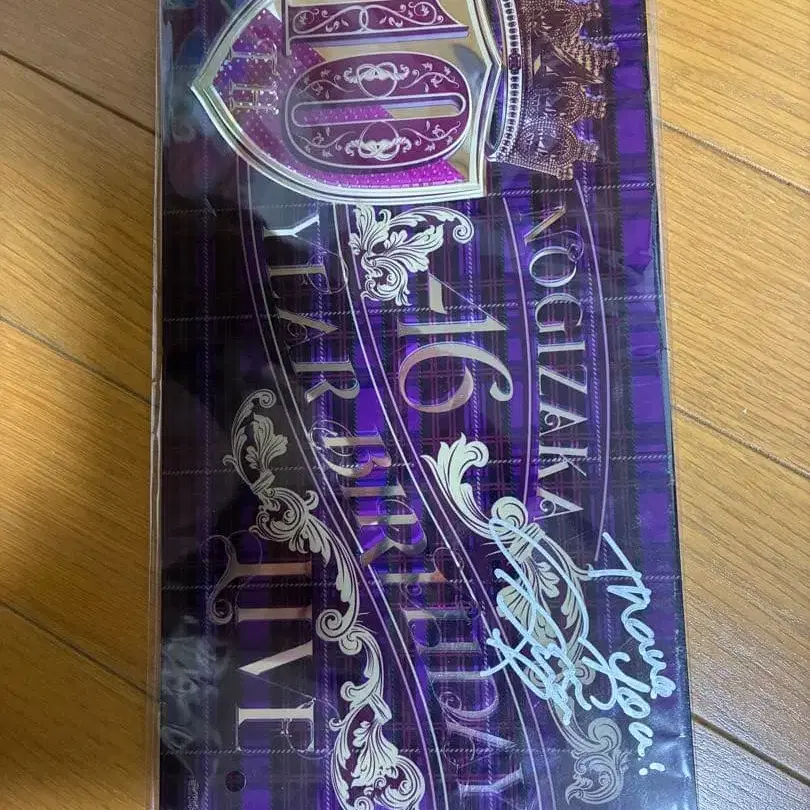 10
TH
NOGIZAKA
46
YEAR BIRTHDAY
LIVE
Thank you!